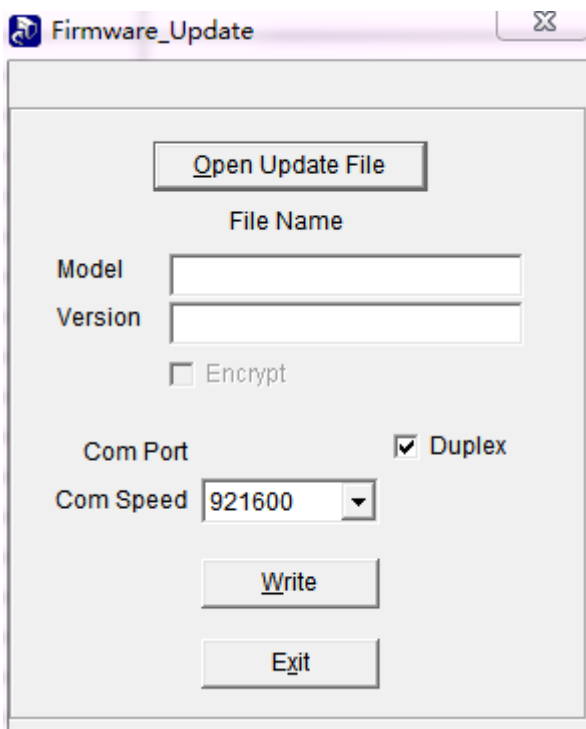 Firmware_Update
Open Update File
File Name
Model
Version
Encrypt
Com Port
Duplex
Com Speed 921600
Write
Exit